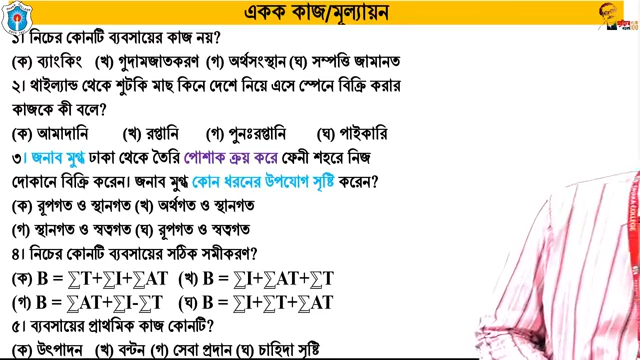 একক কাজ/মূল্যায়ন
১। নিচের কোনটি ব্যবসায়ের কাজ নয়?
(ক) ব্যাংকিং (খ) গুদামজাতকরণ (গ) অর্থসংস্থান (ঘ) সম্পত্তি জামানত
২। থাইল্যান্ড থেকে শুটকি মাছ কিনে দেশে নিয়ে এসে স্পেনে বিক্রি করার
কাজকে কী বলে?
(ক) আমাদানি (খ) রপ্তানি (গ) পুনঃরপ্তানি (ঘ) পাইকারি
৩। জনাব মুগ্ধ ঢাকা থেকে তৈরি পোশাক ক্রয় করে ফেনী শহরে নিজ
দোকানে বিক্রি করেন। জনাব মুগ্ধ কোন ধরনের উপযোগ সৃষ্টি করেন?
(ক) রূপগত ও স্থানগত (খ) অর্থগত ও স্থানগত
(গ) স্থানগত ও স্বত্বগত (ঘ) রূপগত ও স্বত্বগত
৪। নিচের কোনটি ব্যবসায়ের সঠিক সমীকরণ?
(ক) B = ∑T+∑I+∑AT (খ) B = ∑I+∑AT+∑T
(গ) B = ∑AT+∑I-∑T (ঘ) B = ∑I+∑T+∑AT
৫। ব্যবসায়ের প্রাথমিক কাজ কোনটি?
(ক) উৎপাদন (খ) বন্টন (গ) সেবা প্রদান (ঘ) চাহিদা সৃষ্টি